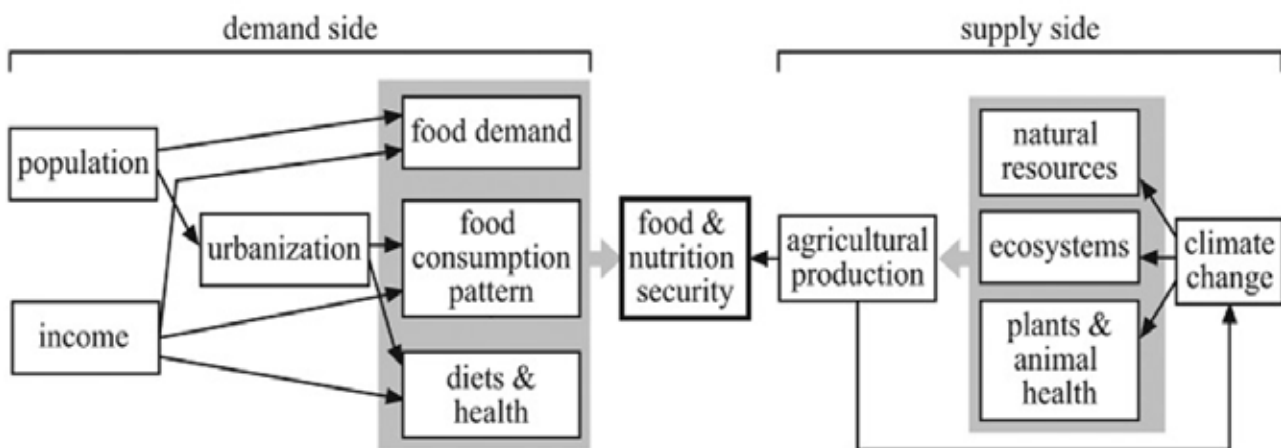 demand side
supply side
population
income
urbanization
food demand
food
consumption
pattern
diets &
health
food &
nutrition
security
agricultural
production
natural
resources
ecosystems
plants &
animal
health
climate
change